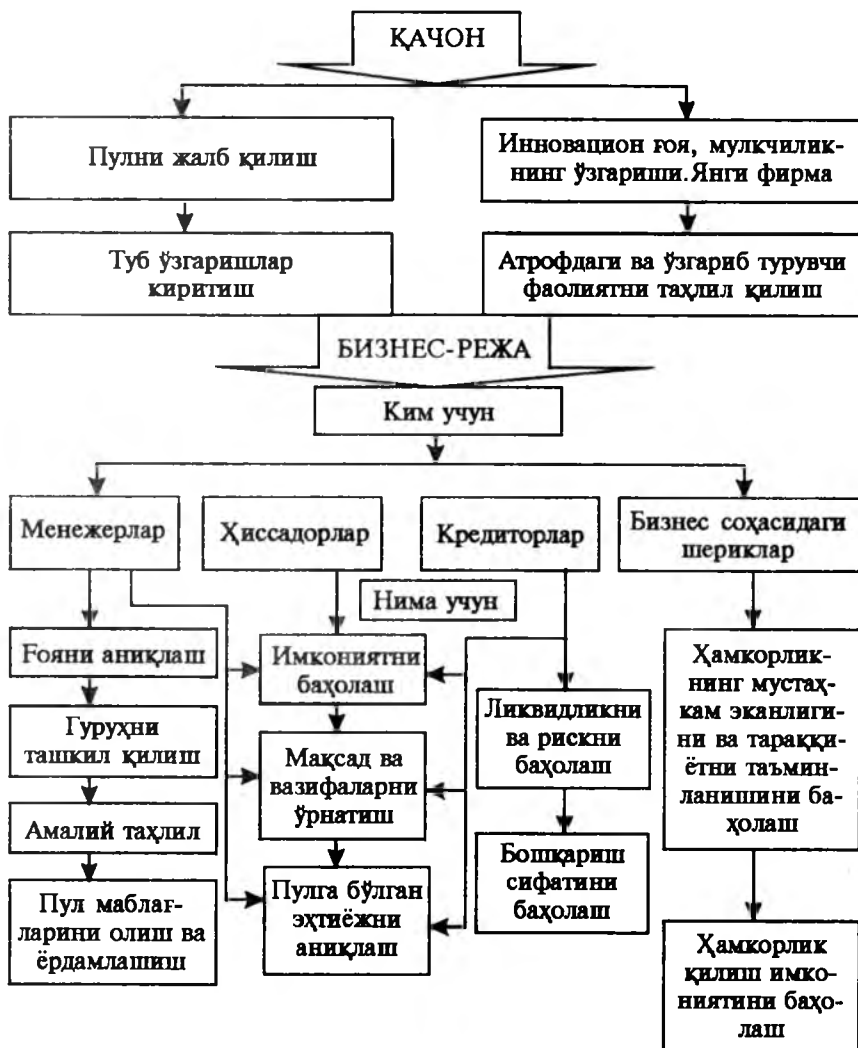 ҚАЧОН
Пулни жалб қилиш
Инновацион ғоя, мулкчилик-
нинг ўзгариши.Янги фирма
Туб ўзгаришлар
киритиш
Атрофдаги ва ўзгариб турувчи
фаолиятни таҳлил қилиш
БИЗНЕС-РЕЖА
Ким учун
Менежерлар
Ҳиссадорлар
Кредиторлар
Бизнес соҳасидаги
шериклар
Нима учун
Ғояни аниқлаш
Гуруҳни
ташкил қилиш
Амалий таҳлил
Пул маблағ-
ларини олиш ва
ёрдамлашиш
Имкониятни
баҳолаш
Мақсад ва
вазифаларни
ўрнатиш
Пулга бўлган
эҳтиёжни
аниқлаш
Ликвидликни
ва рискни
баҳолаш
Бошқариш
сифатини
баҳолаш
Ҳамкорлик-
нинг мустаҳ-
кам эканлиги-
ни ва тараққи-
ётни таъмин-
ланишини ба-
ҳолаш
Ҳамкорлик
қилиш имко-
ниятини баҳо-
лаш